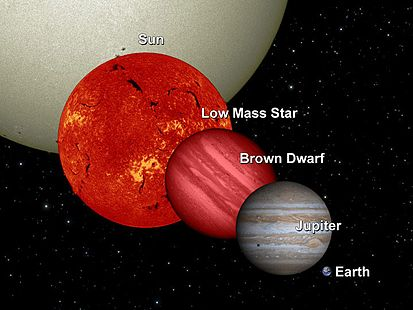 Sun
Low Mass Star
Brown Dwarf
Jupiter
Earth